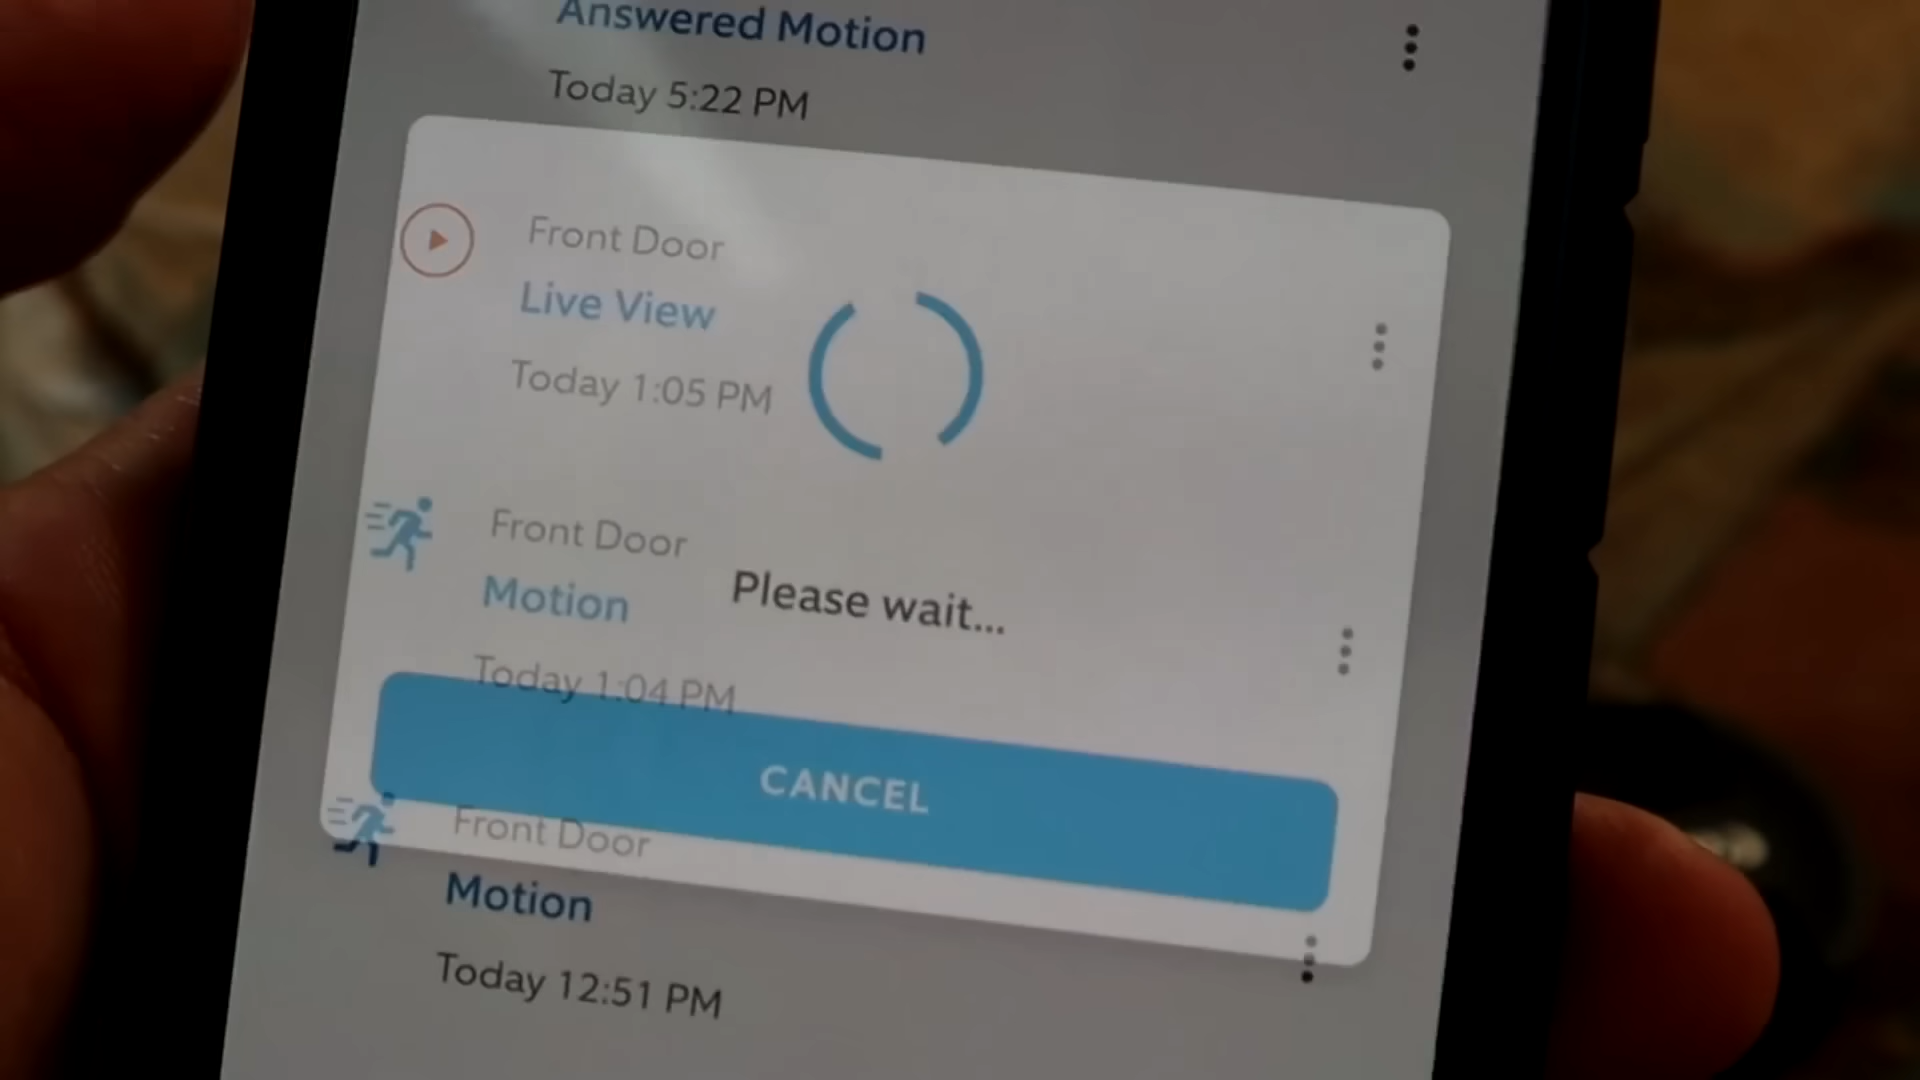 Answered Motion
Today 5:22 PM
Front Door
Live View
Today 1:05 PM
Front Door
Motion
Please wait...
Today 1:04 PM
CANCEL
Front Door
Motion
Today 12:51 PM